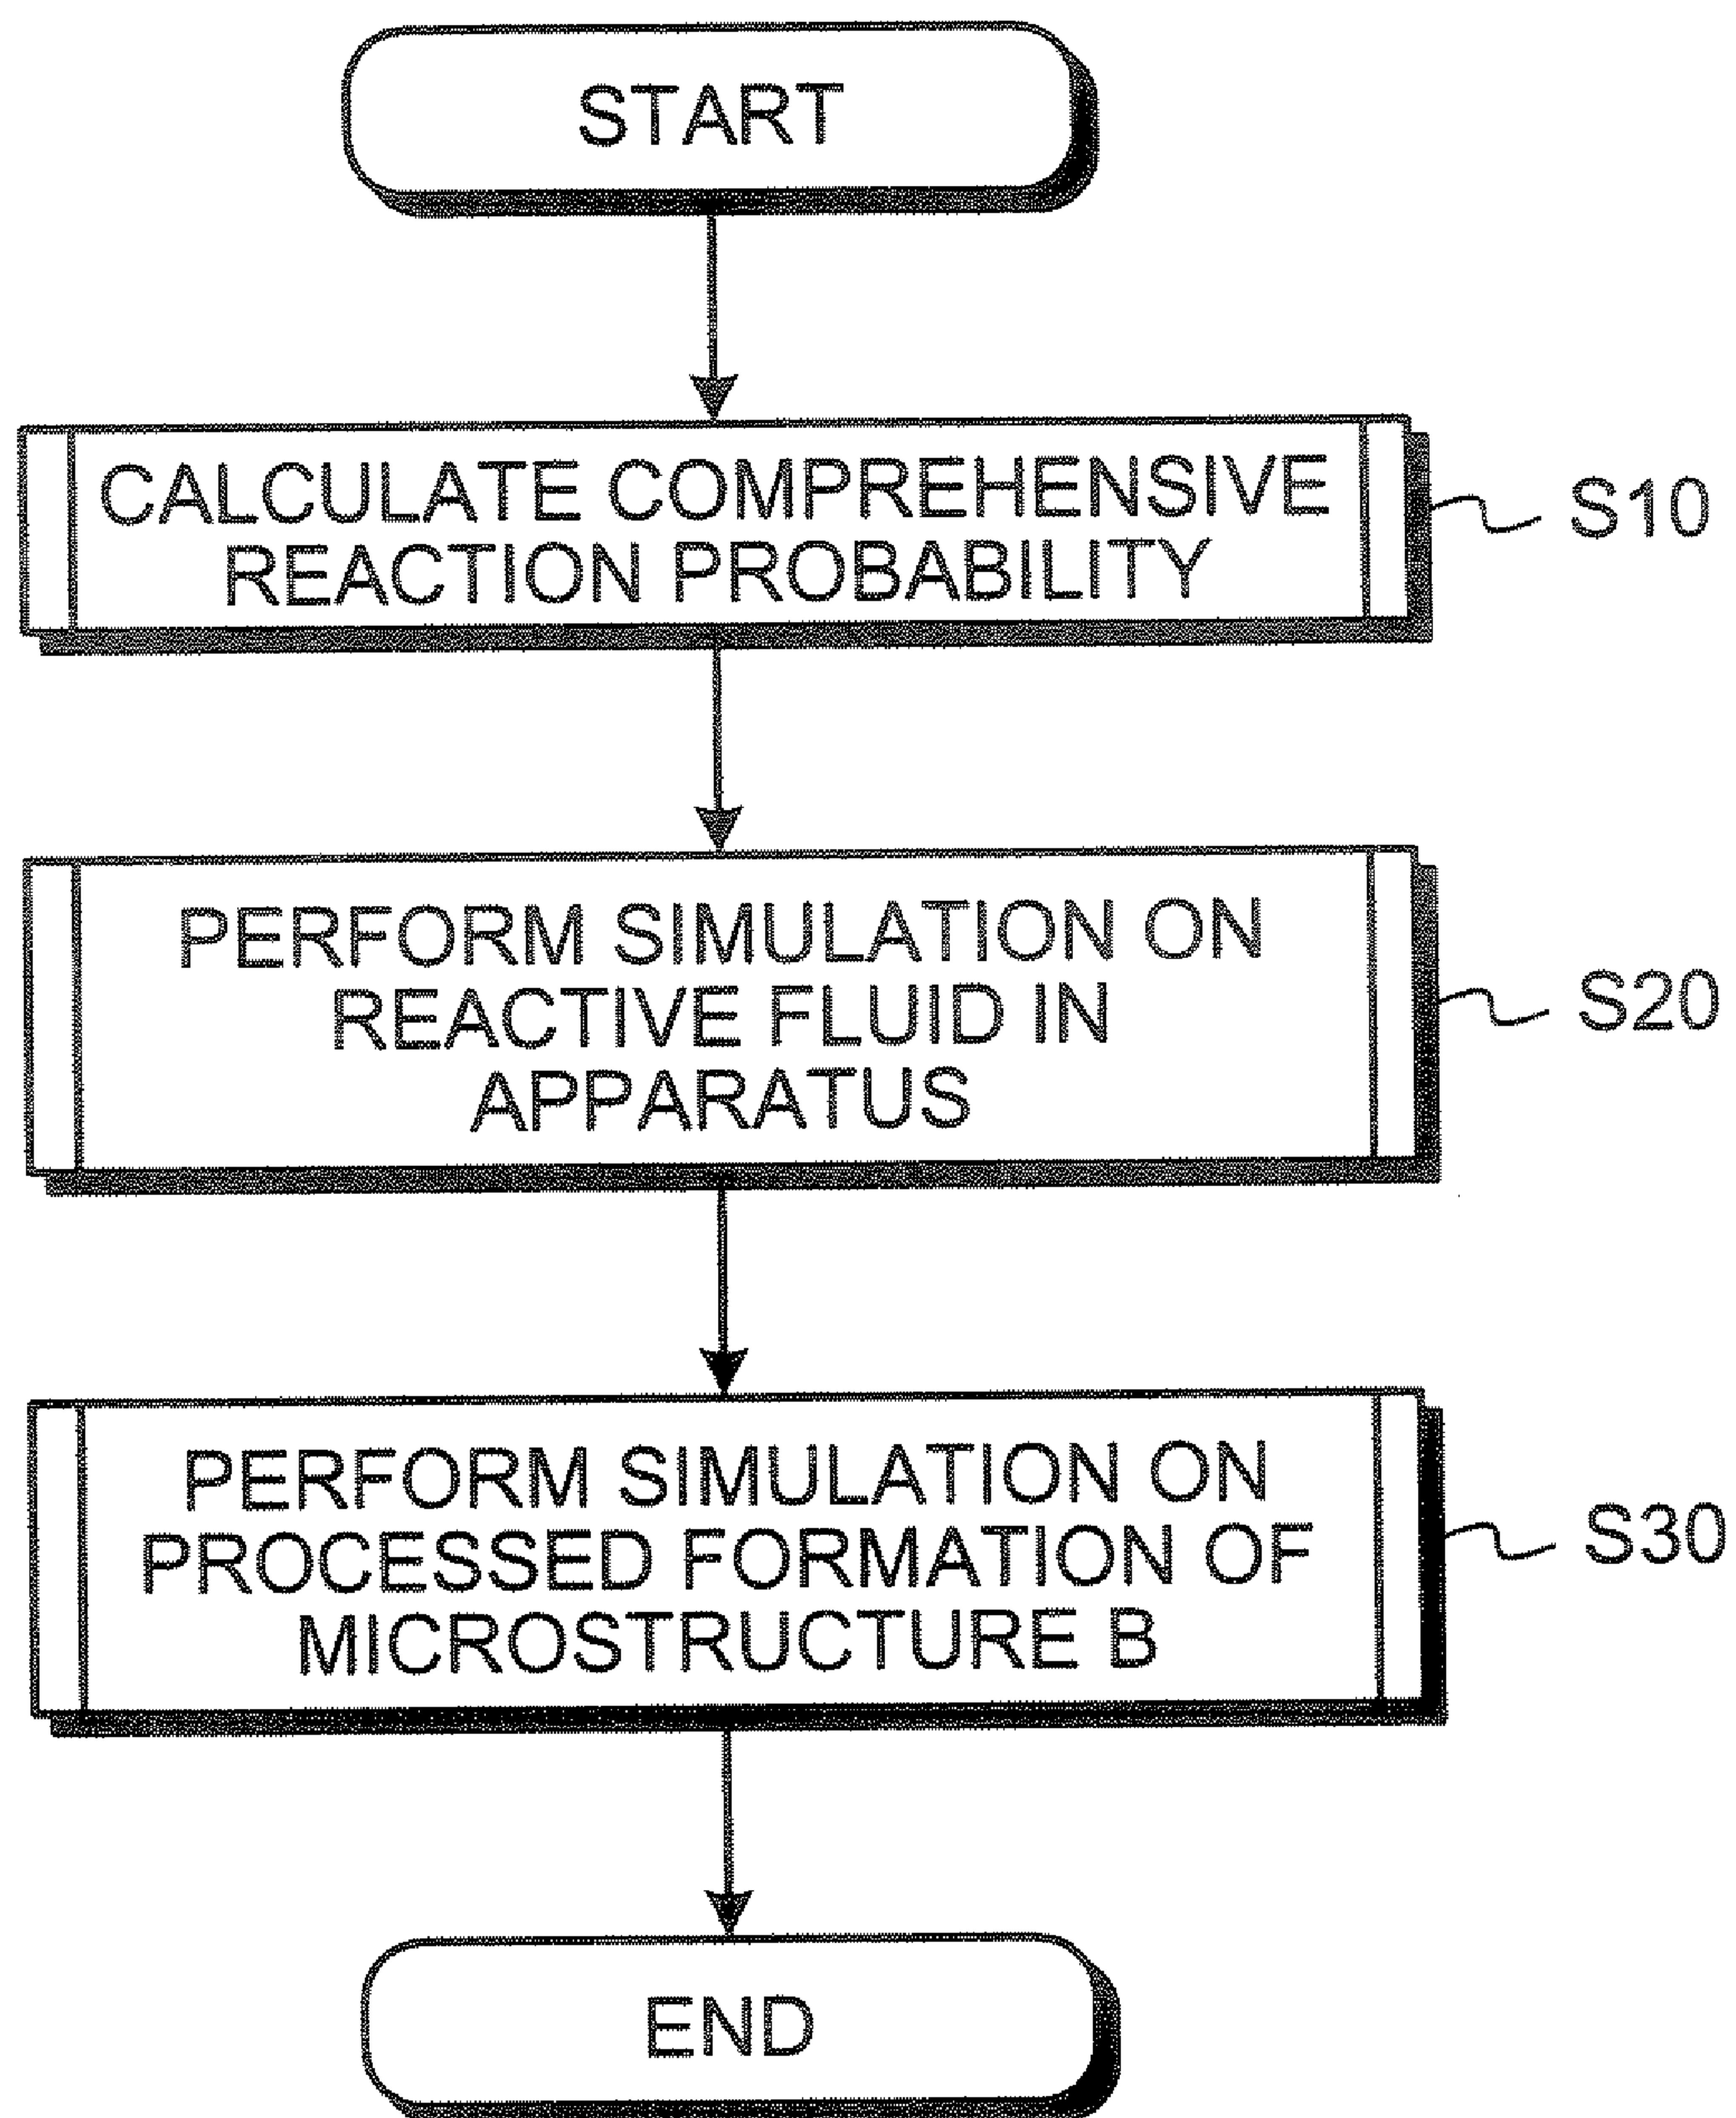 START
CALCULATE COMPREHENSIVE
REACTION PROBABILITY
S10
PERFORM SIMULATION ON
REACTIVE FLUID IN
APPARATUS
S20
PERFORM SIMULATION ON
PROCESSED FORMATION OF
MICROSTRUCTURE B
S30
END